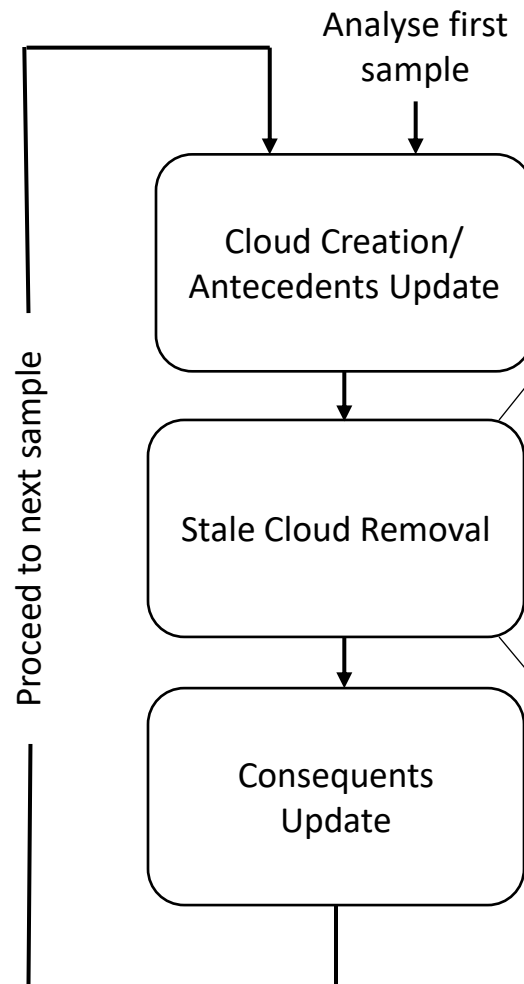 Analyse first
sample
Cloud Creation/
Antecedents Update
Stale Cloud Removal
Proceed to next sample
Consequents
Update